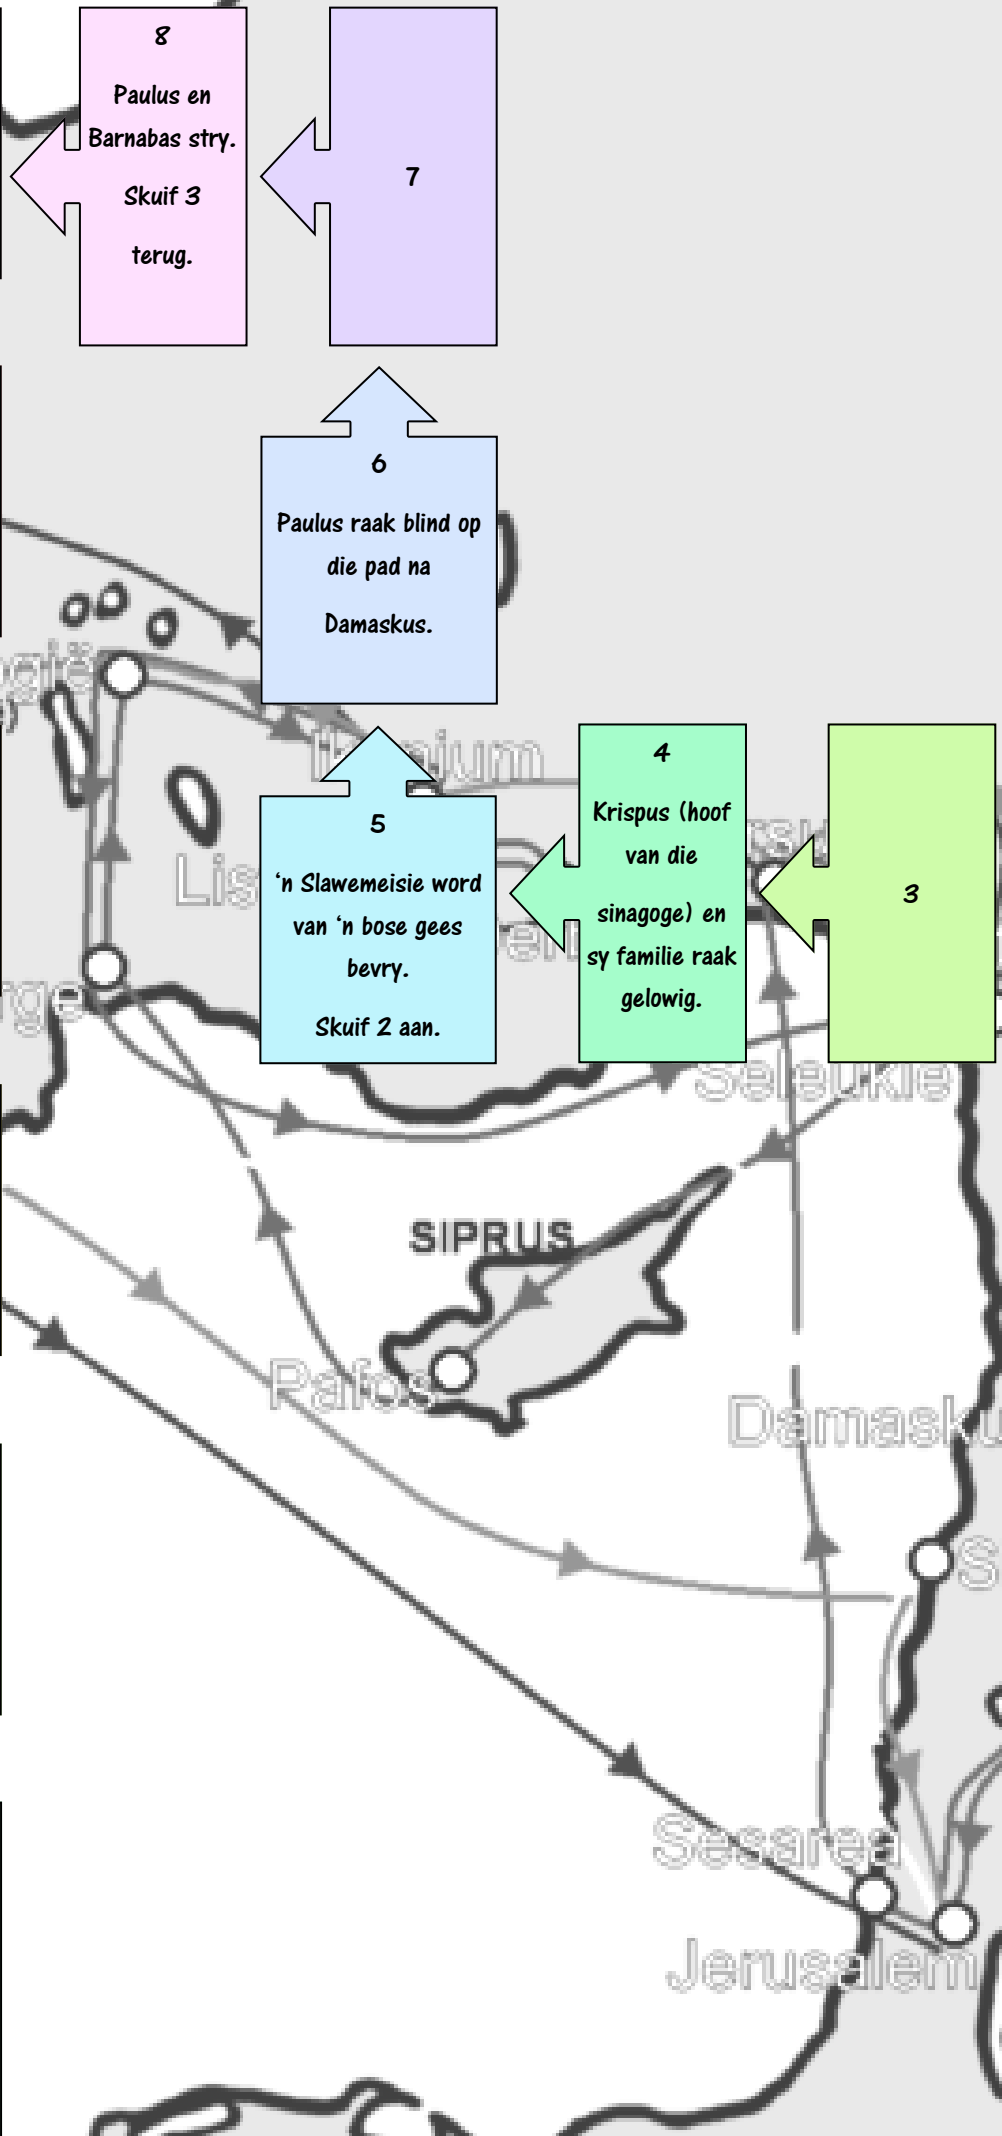 8
Paulus en
Barnabas stry.
Skuif 3
terug.
7
6
Paulus raak blind op
die pad na
Damaskus.
5
‘n Slawemeisie word
van ‘n bose gees
bevry.
Skuif 2 aan.
4
Krispus (hoof
van die
sinagoge) en
sy familie raak
gelowig.
3
Lis
Seleukie
SIPRUS
Pafos
Damasku
S
Sesarea
Jerusalem